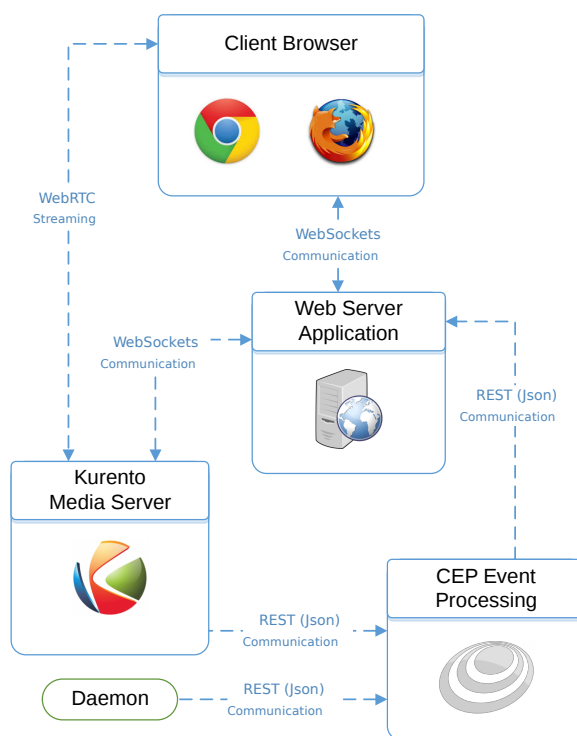 Client Browser
WebRTC
Streaming
WebSockets
Communication
Web Server
Application
WebSockets
Communication
REST (Json)
Communication
Kurento
Media Server
CEP Event
Processing
REST (Json)
Communication
Daemon
REST (Json)
Communication